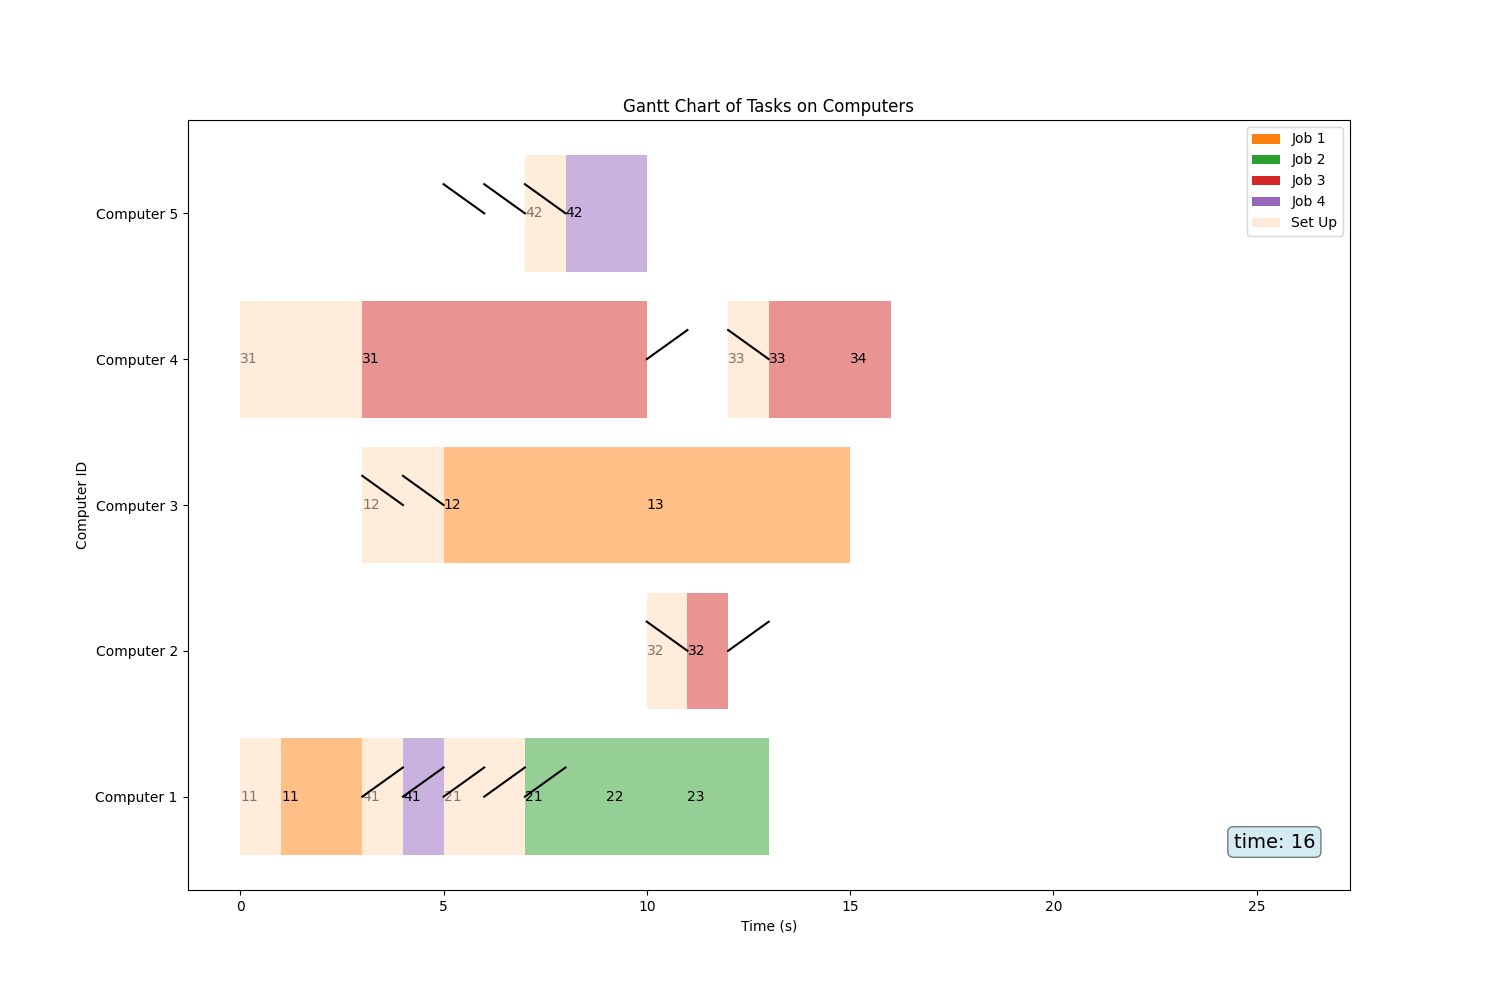 Gantt Chart of Tasks on Computers
Job 1
Job 2
Job 3
Job 4
Set Up
Computer 5
42 42
Computer 4
31 31 33 33 34
Computer 3
12 12 13
Computer 2
32 32
Computer 1
11 11 41 41 21 21 22 23
Computer ID
time: 16
0 5 10 15 20 25
Time (s)